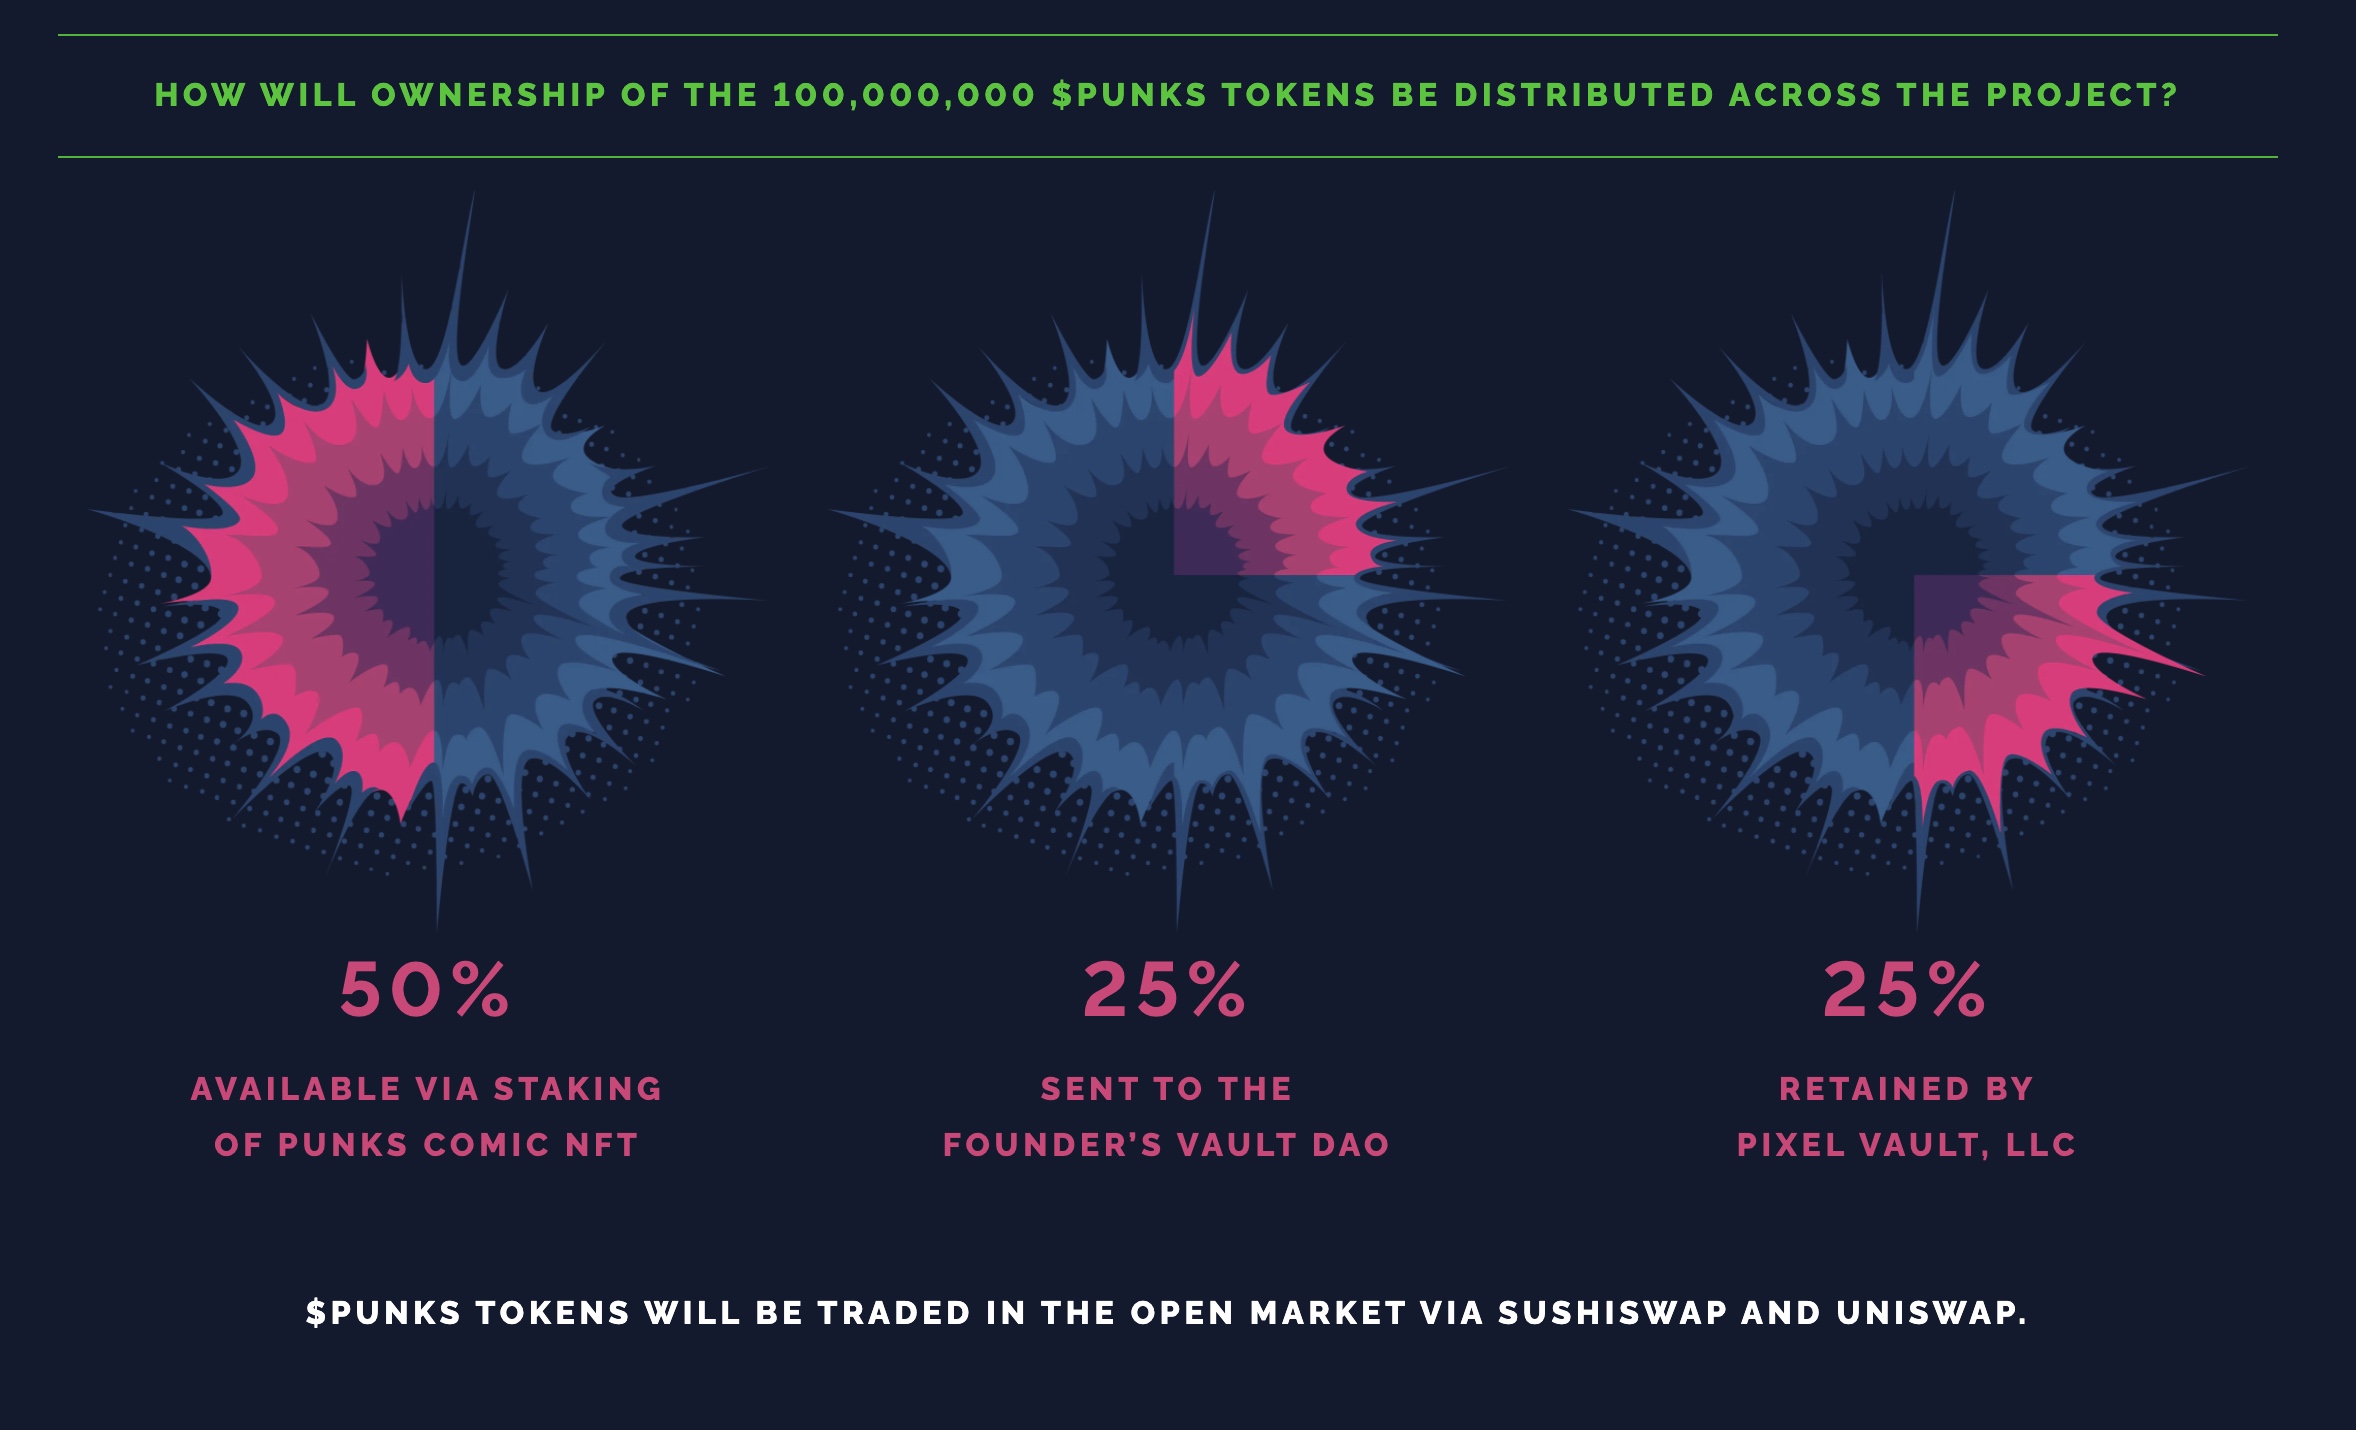 HOW WILL OWNERSHIP OF THE 100,000,000 $PUNKS TOKENS BE DISTRIBUTED ACROSS THE PROJECT?
50%
AVAILABLE VIA STAKING
OF PUNKS COMIC NFT
25%
SENT TO THE
FOUNDER’S VAULT DAO
25%
RETAINED BY
PIXEL VAULT, LLC
$PUNKS TOKENS WILL BE TRADED IN THE OPEN MARKET VIA SUSHISWAP AND UNISWAP.